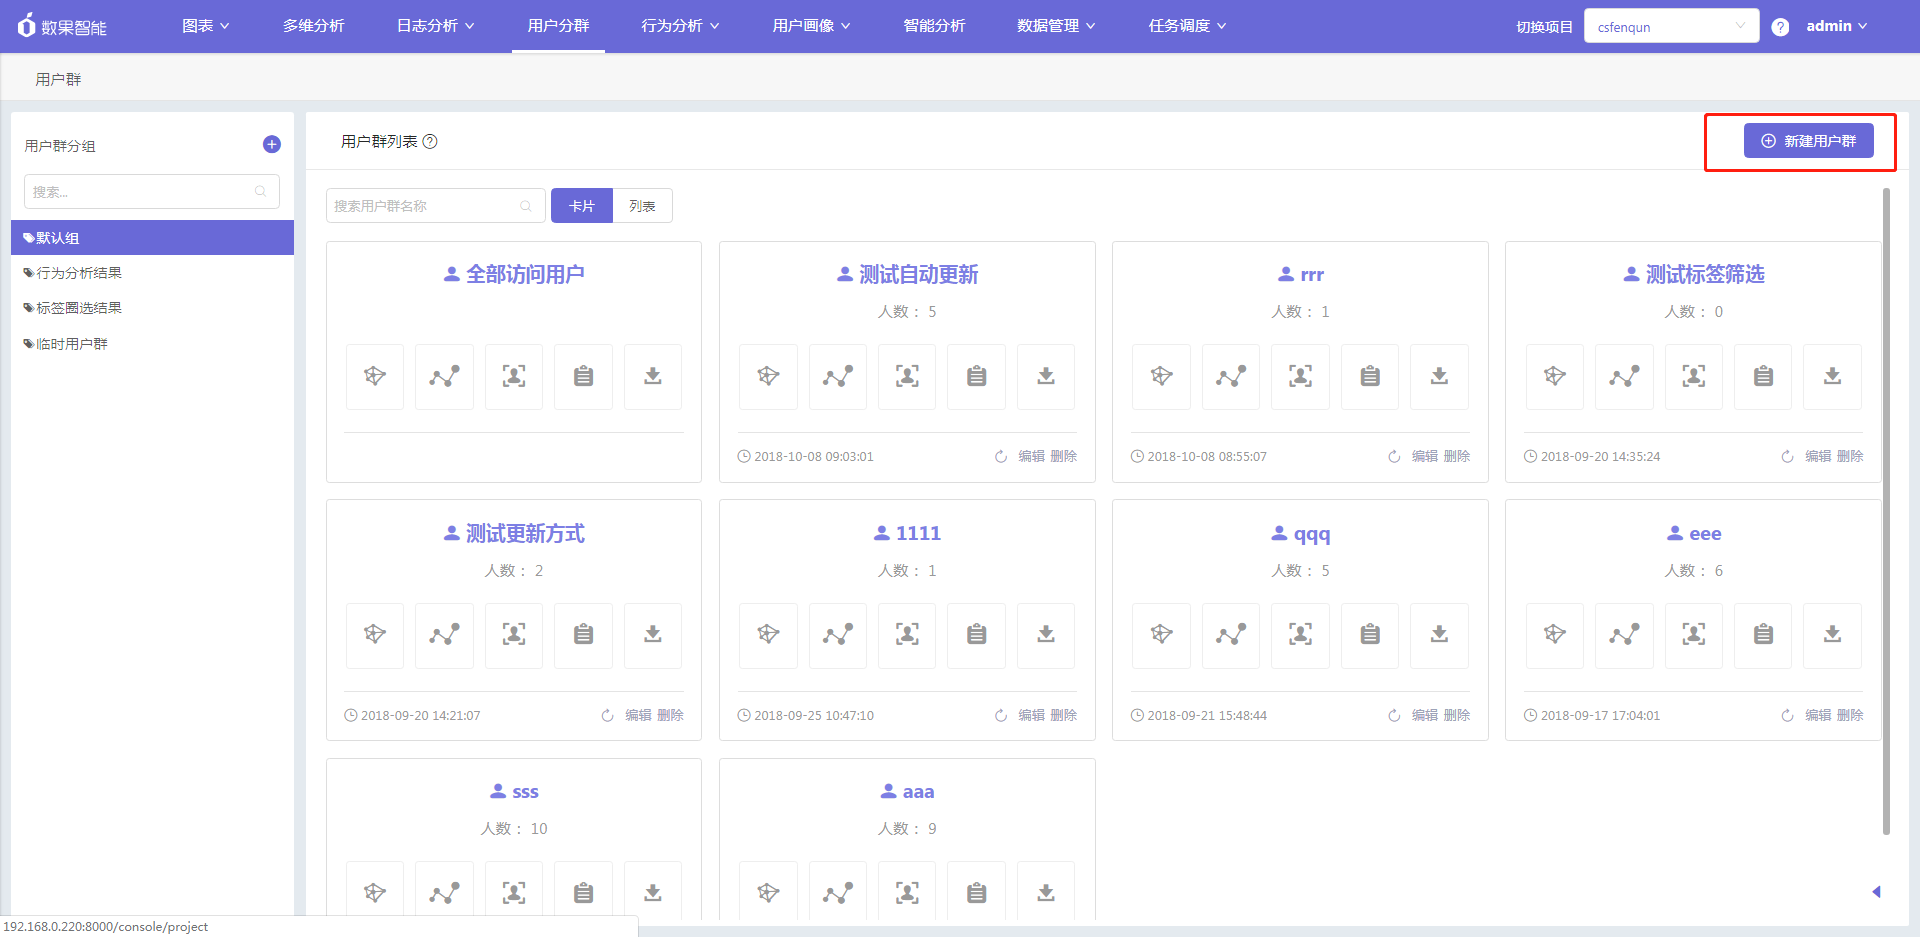 数果智能 图表 多维分析 日志分析 用户分群 行为分析 用户画像 智能分析 数据管理 任务调度 切换项目 csfenqun ? admin
用户群
用户群分组
搜索...
默认组
行为分析结果
标签圈选结果
临时用户群
用户群列表 ?
新建用户群
搜索用户群名称 卡片 列表
全部访问用户
测试自动更新
人数： 5
2018-10-08 09:03:01 编辑 删除
rrr
人数： 1
2018-10-08 08:55:07 编辑 删除
测试标签筛选
人数： 0
2018-09-20 14:35:24 编辑 删除
测试更新方式
人数： 2
2018-09-20 14:21:07 编辑 删除
1111
人数： 1
2018-09-25 10:47:10 编辑 删除
qqq
人数： 5
2018-09-21 15:48:44 编辑 删除
eee
人数： 6
2018-09-17 17:04:01 编辑 删除
sss
人数： 10
aaa
人数： 9
192.168.0.220:8000/console/project